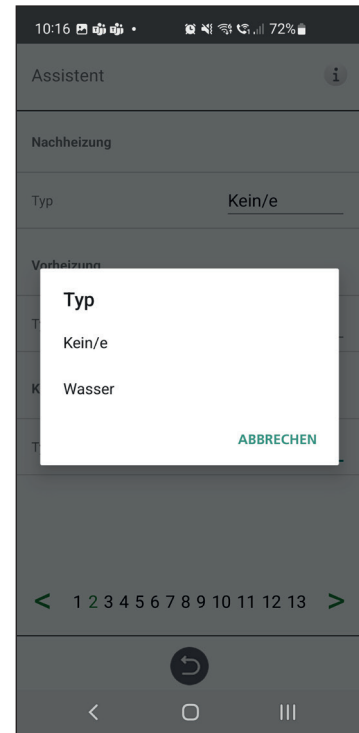 10:16 72%
Assistent i
Nachheizung
Typ Kein/e
Vorheizung
Typ
Kein/e
Wasser
ABBRECHEN
< 1 2 3 4 5 6 7 8 9 10 11 12 13 >